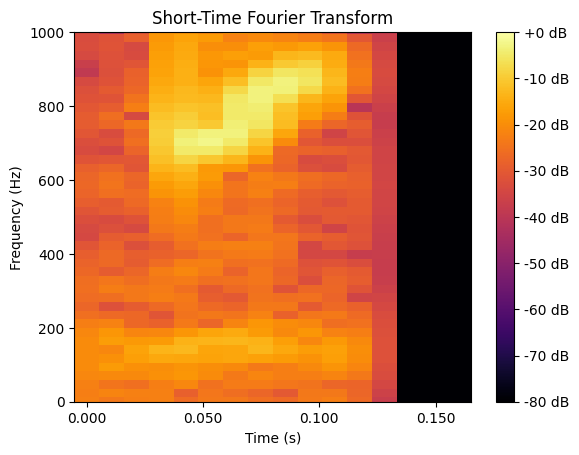 Short-Time Fourier Transform
1000
800
600
400
200
0
Frequency (Hz)
0.000
0.050
0.100
0.150
Time (s)
+0 dB
-10 dB
-20 dB
-30 dB
-40 dB
-50 dB
-60 dB
-70 dB
-80 dB